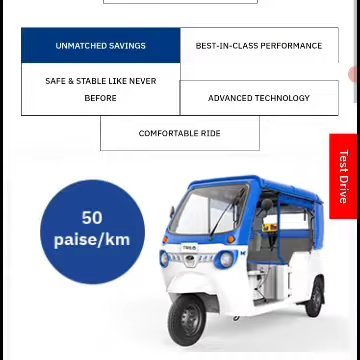 UNMATCHED SAVINGS
BEST-IN-CLASS PERFORMANCE
SAFE & STABLE LIKE NEVER
BEFORE
ADVANCED TECHNOLOGY
COMFORTABLE RIDE
Test Drive
50
paise/km